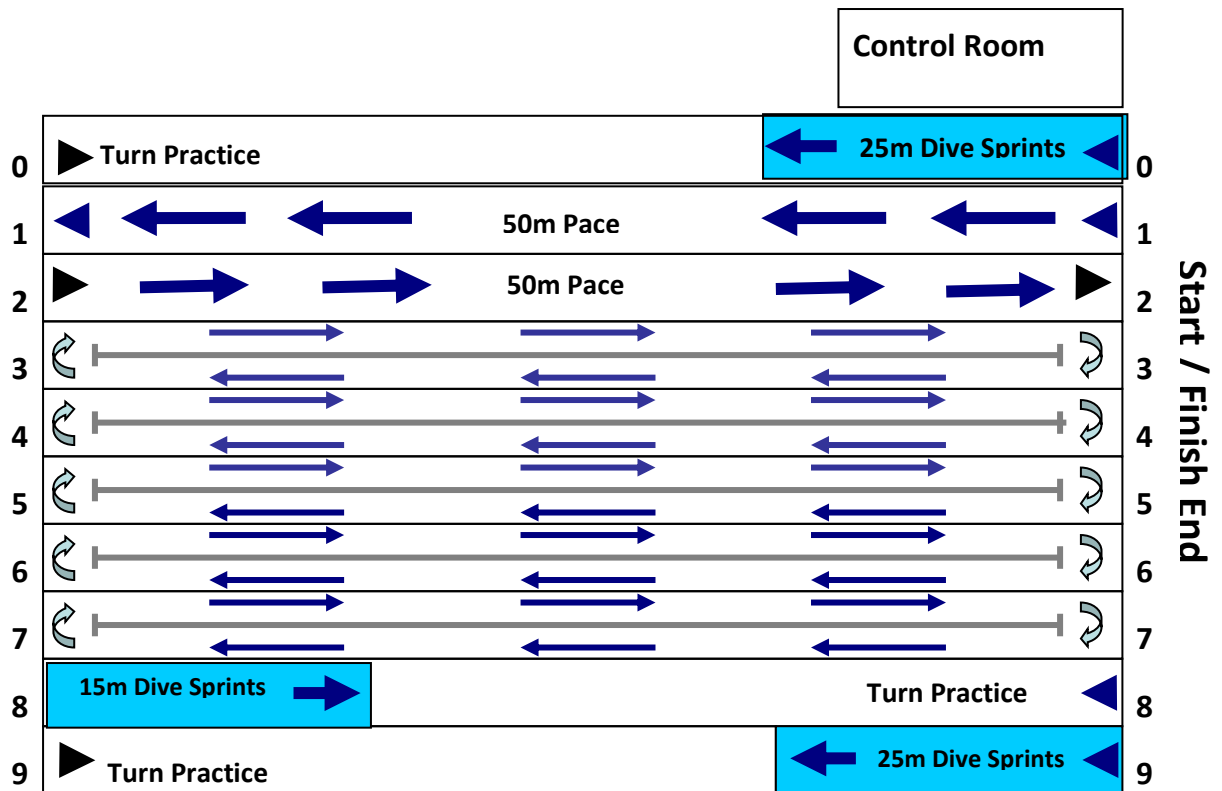 Control Room
0 Turn Practice 25m Dive Sprints 0
1 50m Pace 1
2 50m Pace 2
3 3
4 4
5 5
6 6
7 7
8 15m Dive Sprints Turn Practice 8
9 Turn Practice 25m Dive Sprints 9
Start / Finish End